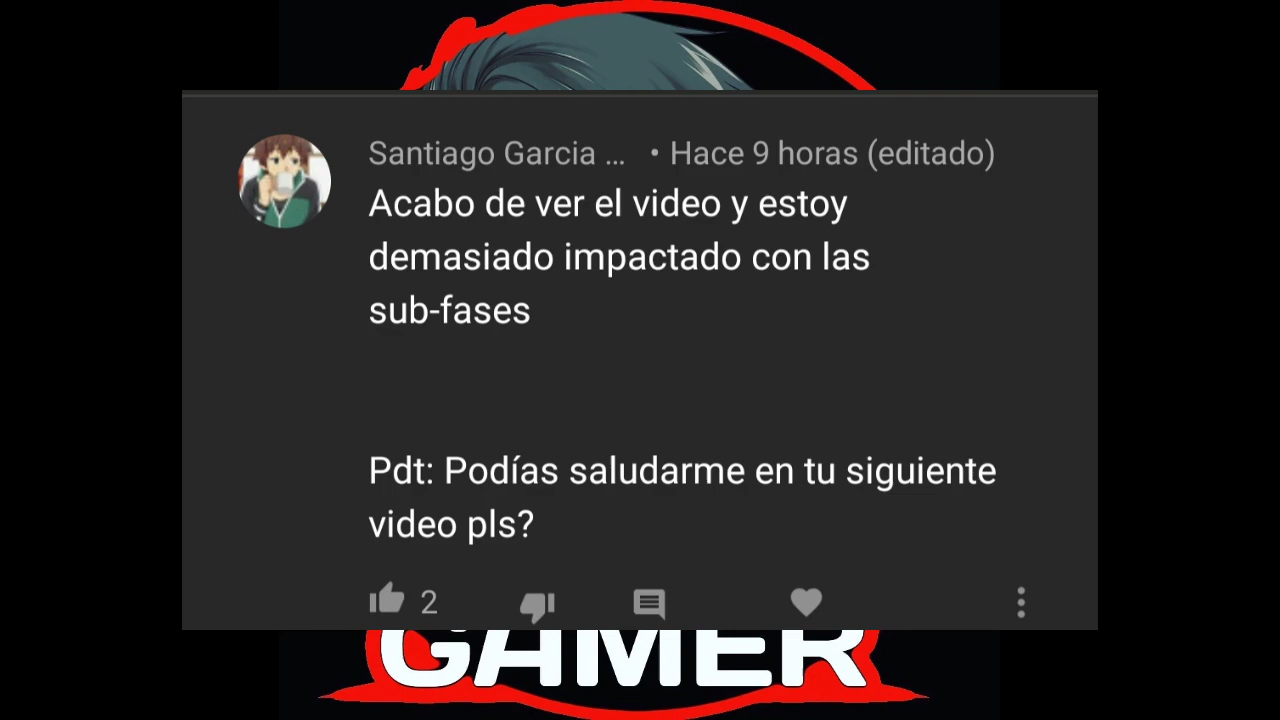 Santiago Garcia ... • Hace 9 horas (editado)
Acabo de ver el video y estoy
demasiado impactado con las
sub-fases
Pdt: Podías saludarme en tu siguiente
video pls?
2
GAMER